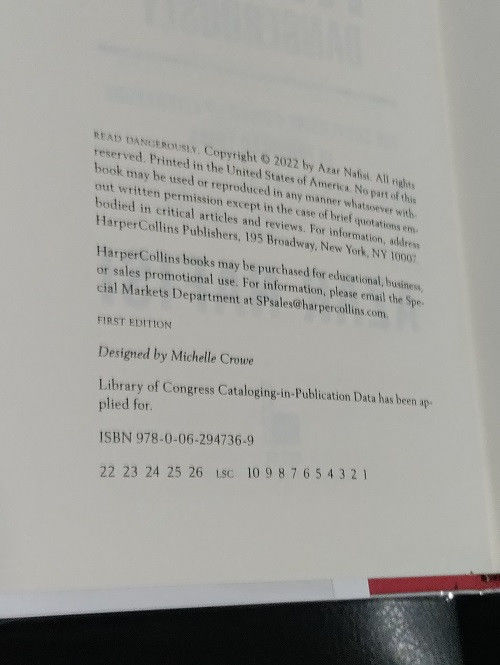 READ DANGEROUSLY. Copyright © 2022 by Azar Nafisi. All rights
reserved. Printed in the United States of America. No part of this
book may be used or reproduced in any manner whatsoever with-
out written permission except in the case of brief quotations em-
bodied in critical articles and reviews. For information, address
HarperCollins Publishers, 195 Broadway, New York, NY 10007.
HarperCollins books may be purchased for educational, business,
or sales promotional use. For information, please email the Spe-
cial Markets Department at SPsales@harpercollins.com.
FIRST EDITION
Designed by Michelle Crowe
Library of Congress Cataloging-in-Publication Data has been ap-
plied for.
ISBN 978-0-06-294736-9
22 23 24 25 26 LSC 10 9 8 7 6 5 4 3 2 1